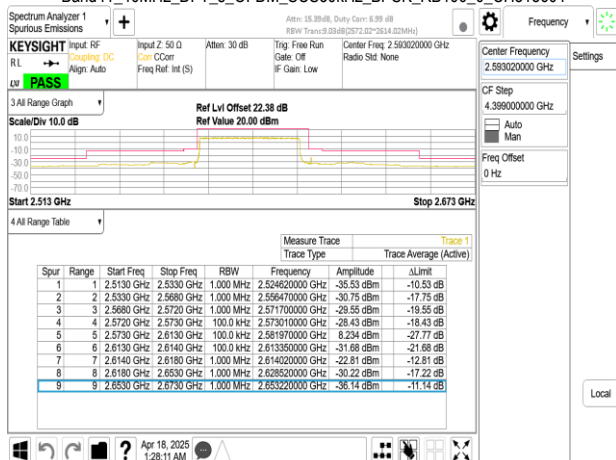 Spectrum Analyzer 1
Spurious Emissions
Attn: 15.39dB, Duty Corr: 6.99 dB
RBW Trans:9.03dB(2572.02~2614.02MHz)
Frequency
Settings
KEYSIGHT
Input: RF
Coupling: DC
Align: Auto
Input Z: 50 Ω
Corr CCorr
Freq Ref: Int (S)
Atten: 30 dB
Trig: Free Run
Gate: Off
IF Gain: Low
Center Freq: 2.593020000 GHz
Radio Std: None
RL
LXI
PASS
Center Frequency
2.593020000 GHz
CF Step
4.399000000 GHz
Auto
Man
Freq Offset
0 Hz
3 All Range Graph
Scale/Div 10.0 dB
Ref Lvl Offset 22.38 dB
Ref Value 20.00 dBm
10.0
-10.0
-30.0
-50.0
-70.0
Start 2.513 GHz
Stop 2.673 GHz
4 All Range Table
Measure Trace Trace 1
Trace Type Trace Average (Active)
Spur Range Start Freq Stop Freq RBW Frequency Amplitude ΔLimit
1 1 2.5130 GHz 2.5330 GHz 1.000 MHz 2.524620000 GHz -35.53 dBm -10.53 dB
2 2 2.5330 GHz 2.5680 GHz 1.000 MHz 2.556470000 GHz -30.75 dBm -17.75 dB
3 3 2.5680 GHz 2.5720 GHz 1.000 MHz 2.571700000 GHz -29.55 dBm -19.55 dB
4 4 2.5720 GHz 2.5730 GHz 100.0 kHz 2.573010000 GHz -28.43 dBm -18.43 dB
5 5 2.5730 GHz 2.6130 GHz 100.0 kHz 2.581970000 GHz 8.234 dBm -27.77 dB
6 6 2.6130 GHz 2.6140 GHz 100.0 kHz 2.613350000 GHz -31.68 dBm -21.68 dB
7 7 2.6140 GHz 2.6180 GHz 1.000 MHz 2.614020000 GHz -22.81 dBm -12.81 dB
8 8 2.6180 GHz 2.6530 GHz 1.000 MHz 2.628520000 GHz -30.22 dBm -17.22 dB
9 9 2.6530 GHz 2.6730 GHz 1.000 MHz 2.653220000 GHz -36.14 dBm -11.14 dB
Local
Apr 18, 2025
1:28:11 AM